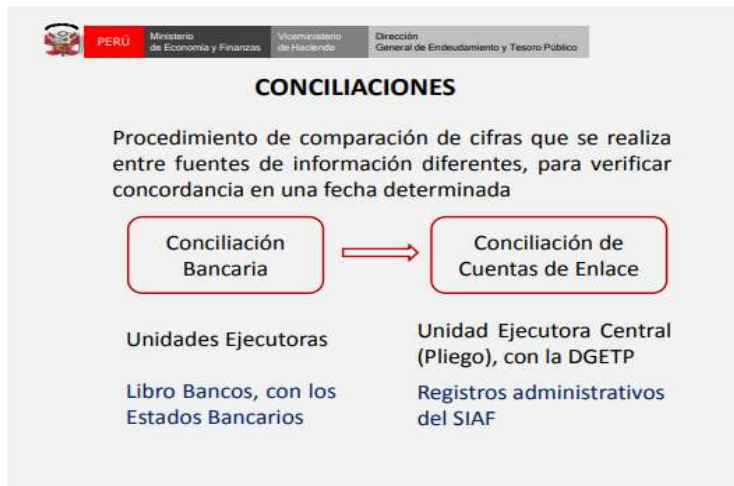 PERÚ
Ministerio
de Economía y Finanzas
Viceministerio
de Hacienda
Dirección
General de Endeudamiento y Tesoro Público
CONCILIACIONES
Procedimiento de comparación de cifras que se realiza
entre fuentes de información diferentes, para verificar
concordancia en una fecha determinada
Conciliación
Bancaria
Conciliación de
Cuentas de Enlace
Unidades Ejecutoras
Unidad Ejecutora Central
(Pliego), con la DGETP
Libro Bancos, con los
Estados Bancarios
Registros administrativos
del SIAF